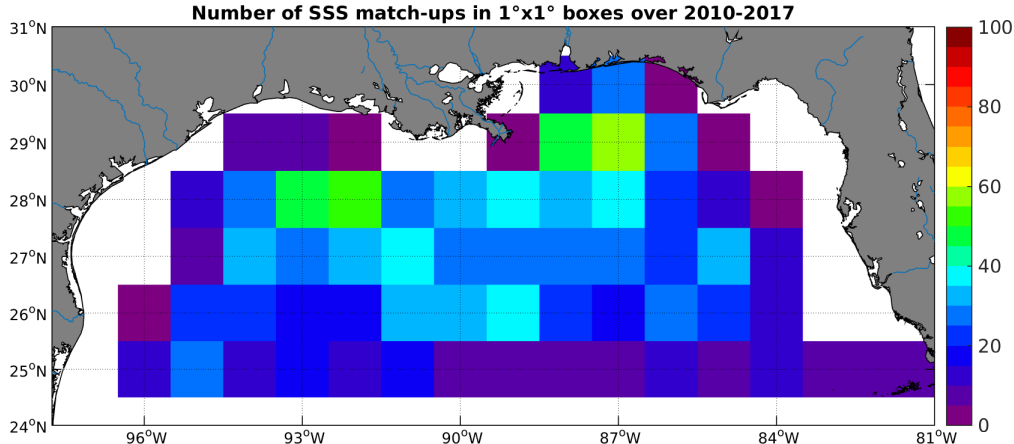 Number of SSS match-ups in 1°x1° boxes over 2010-2017
31°N
30°N
29°N
28°N
27°N
26°N
25°N
24°N
96°W 93°W 90°W 87°W 84°W 81°W
100
80
60
40
20
0